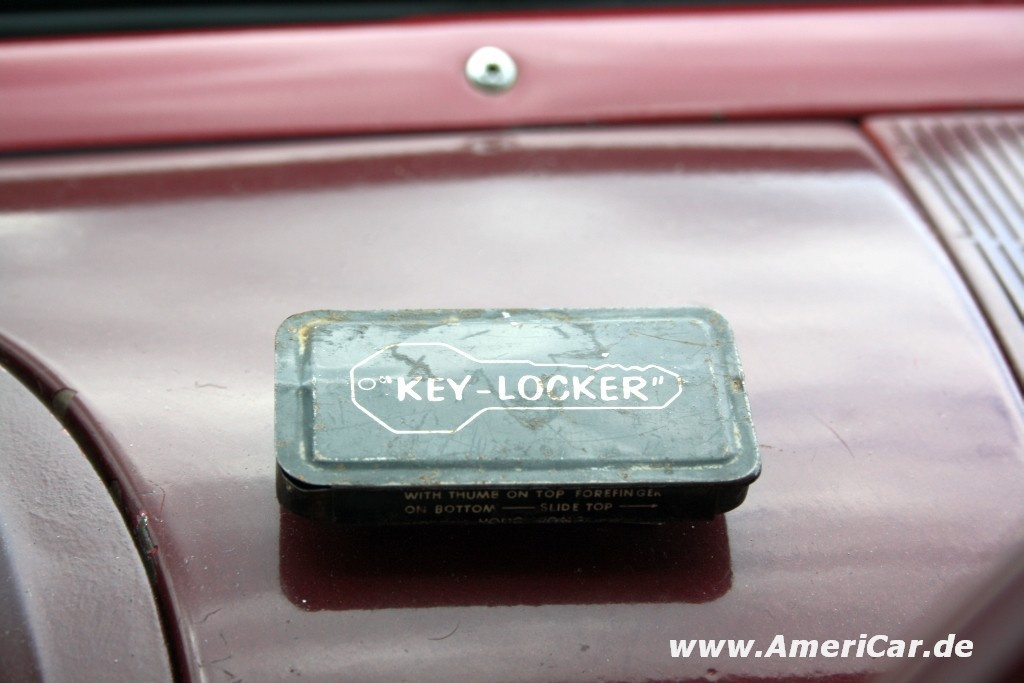 "KEY-LOCKER"
WITH THUMB ON TOP FOREFINGER
ON BOTTOM — SLIDE TOP →
www.AmeriCar.de